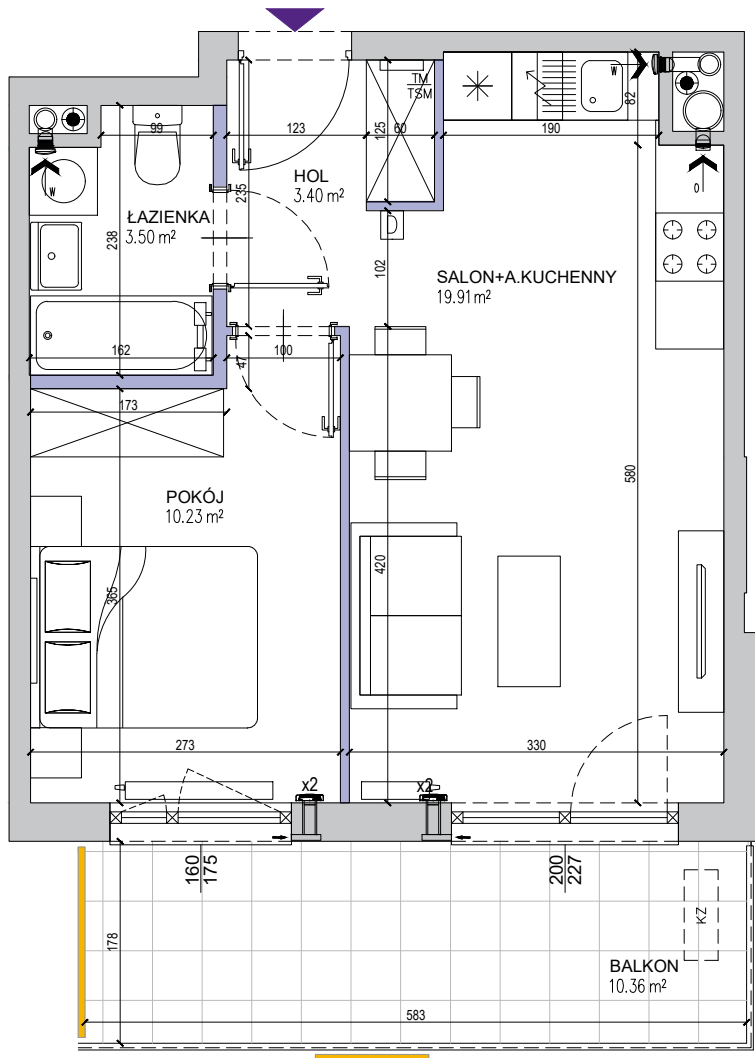 TM
TSM
W
82
99
123
125
60
190
HOL
3.40 m²
235
W
ŁAZIENKA
3.50 m²
238
0
102
SALON+A.KUCHENNY
19.91 m²
162
100
47
173
POKÓJ
10.23 m²
580
420
365
273
330
x2
x2
160
175
200
227
KZ
178
BALKON
10.36 m²
583